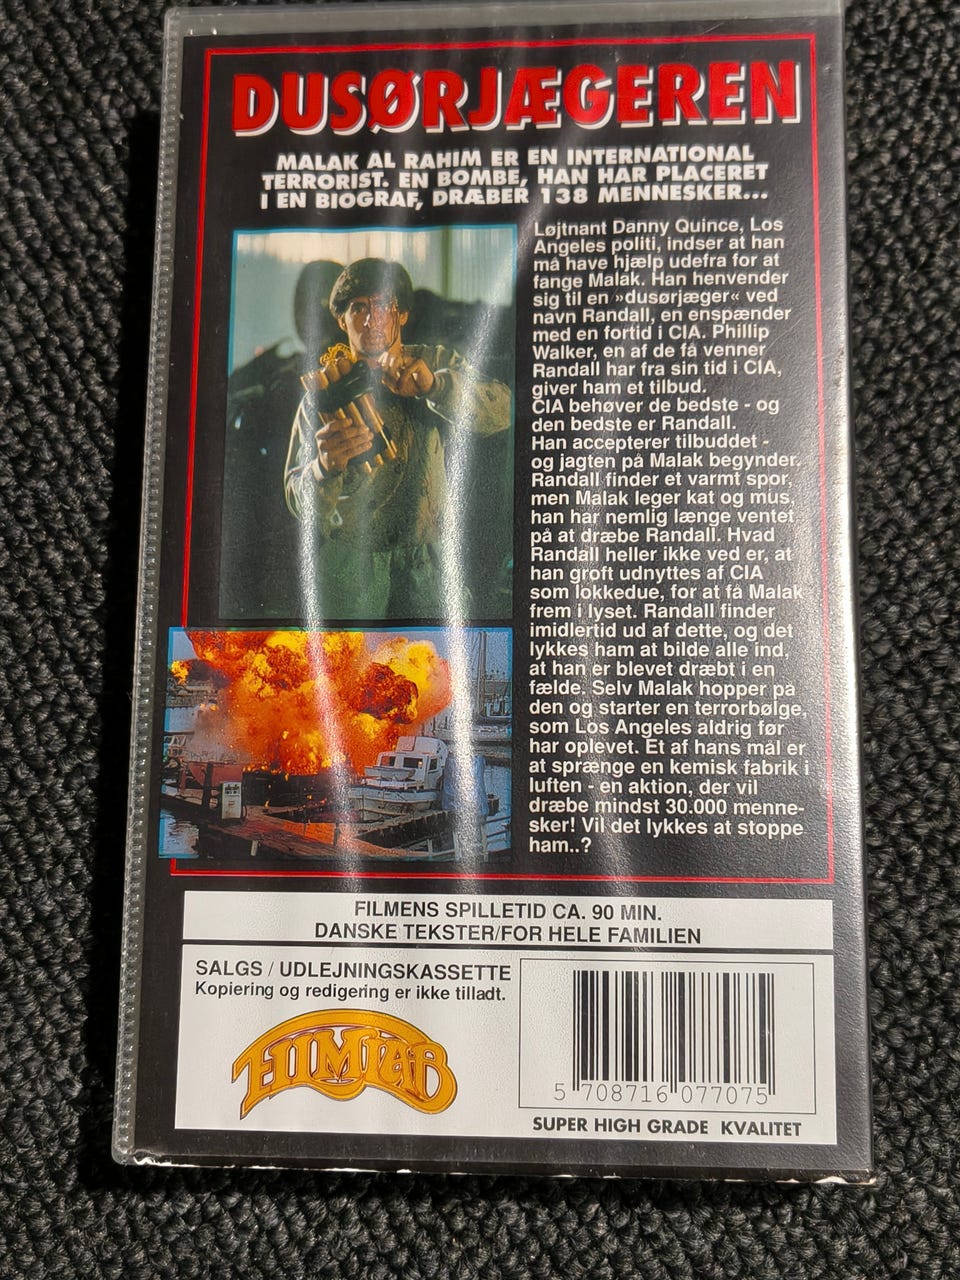 DUSØRJÆGEREN
MALAK AL RAHIM ER EN INTERNATIONAL
TERRORIST. EN BOMBE, HAN HAR PLACERET
I EN BIOGRAF, DRÆBER 138 MENNESKER...
Løjtnant Danny Quince, Los
Angeles politi, indser at han
må have hjælp udefra for at
fange Malak. Han henvender
sig til en »dusørjæger« ved
navn Randall, en enspænder
med en fortid i CIA. Phillip
Walker, en af de få venner
Randall har fra sin tid i CIA,
giver ham et tilbud.
CIA behøver de bedste - og
den bedste er Randall.
Han accepterer tilbuddet -
og jagten på Malak begynder.
Randall finder et varmt spor,
men Malak leger kat og mus,
han har nemlig længe ventet
på at dræbe Randall. Hvad
Randall heller ikke ved er, at
han groft udnyttes af CIA
som lokkedue, for at få Malak
frem i lyset. Randall finder
imidlertid ud af dette, og det
lykkes ham at bilde alle ind,
at han er blevet dræbt i en
fælde. Selv Malak hopper på
den og starter en terrorbølge,
som Los Angeles aldrig før
har oplevet. Et af hans mål er
at sprænge en kemisk fabrik i
luften - en aktion, der vil
dræbe mindst 30.000 menne-
sker! Vil det lykkes at stoppe
ham..?
FILMENS SPILLETID CA. 90 MIN.
DANSKE TEKSTER/FOR HELE FAMILIEN
SALGS / UDLEJNINGSKASSETTE
Kopiering og redigering er ikke tilladt.
FILMLAB
5 708716 077075
SUPER HIGH GRADE KVALITET